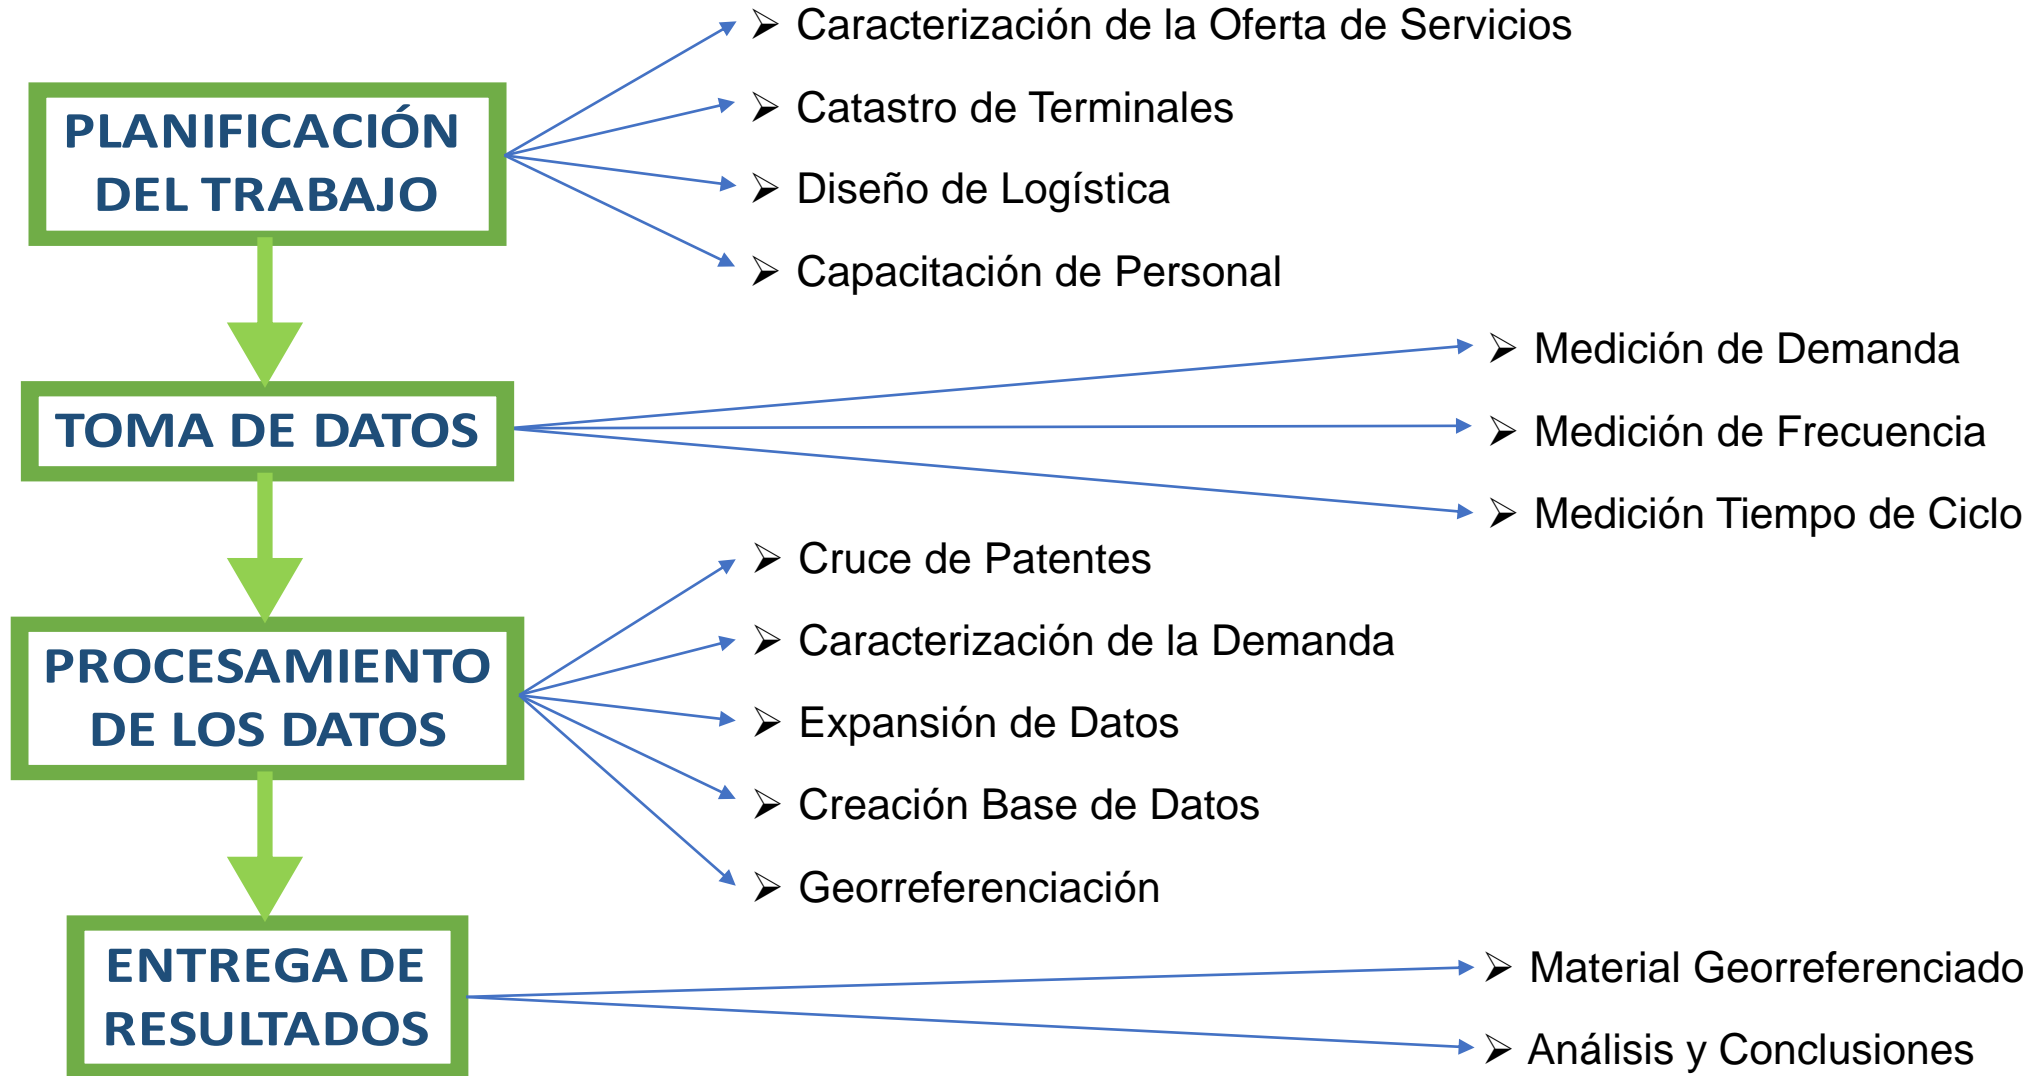 PLANIFICACIÓN
DEL TRABAJO
➢ Caracterización de la Oferta de Servicios
➢ Catastro de Terminales
➢ Diseño de Logística
➢ Capacitación de Personal
TOMA DE DATOS
➢ Medición de Demanda
➢ Medición de Frecuencia
➢ Medición Tiempo de Ciclo
PROCESAMIENTO
DE LOS DATOS
➢ Cruce de Patentes
➢ Caracterización de la Demanda
➢ Expansión de Datos
➢ Creación Base de Datos
➢ Georreferenciación
ENTREGA DE
RESULTADOS
➢ Material Georreferenciado
➢ Análisis y Conclusiones